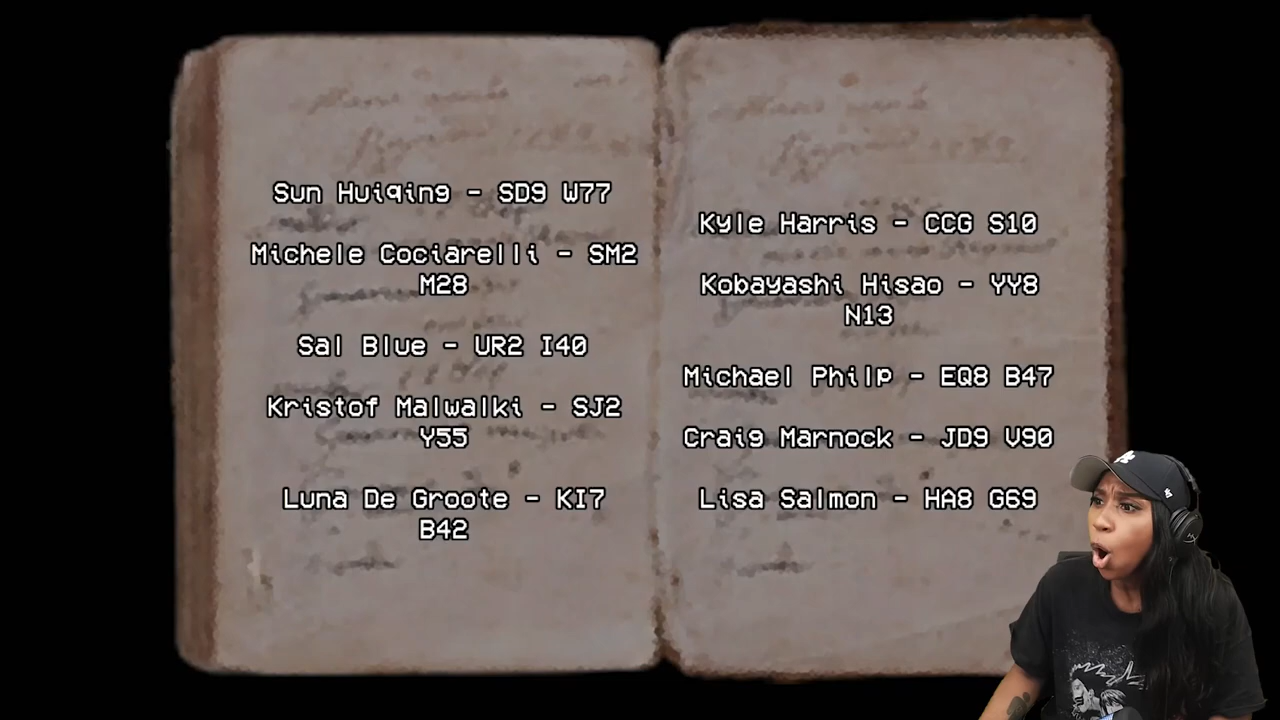 Sun Huiqing - SD9 W77
Michele Cociarelli - SM2
M28
Sal Blue - UR2 I40
Kristof Malwalki - SJ2
Y55
Luna De Groote - KI7
B42
Kyle Harris - CCG S10
Kobayashi Hisao - YY8
N13
Michael Philp - EQ8 B47
Craig Marnock - JD9 V90
Lisa Salmon - HA8 G69